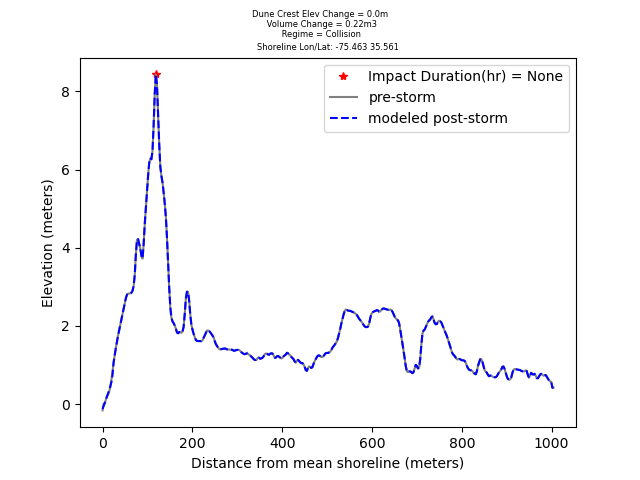 Dune Crest Elev Change = 0.0m
Volume Change = 0.22m3
Regime = Collision
Shoreline Lon/Lat: -75.463 35.561
Impact Duration(hr) = None
pre-storm
modeled post-storm
8
6
4
2
0
Elevation (meters)
0 200 400 600 800 1000
Distance from mean shoreline (meters)